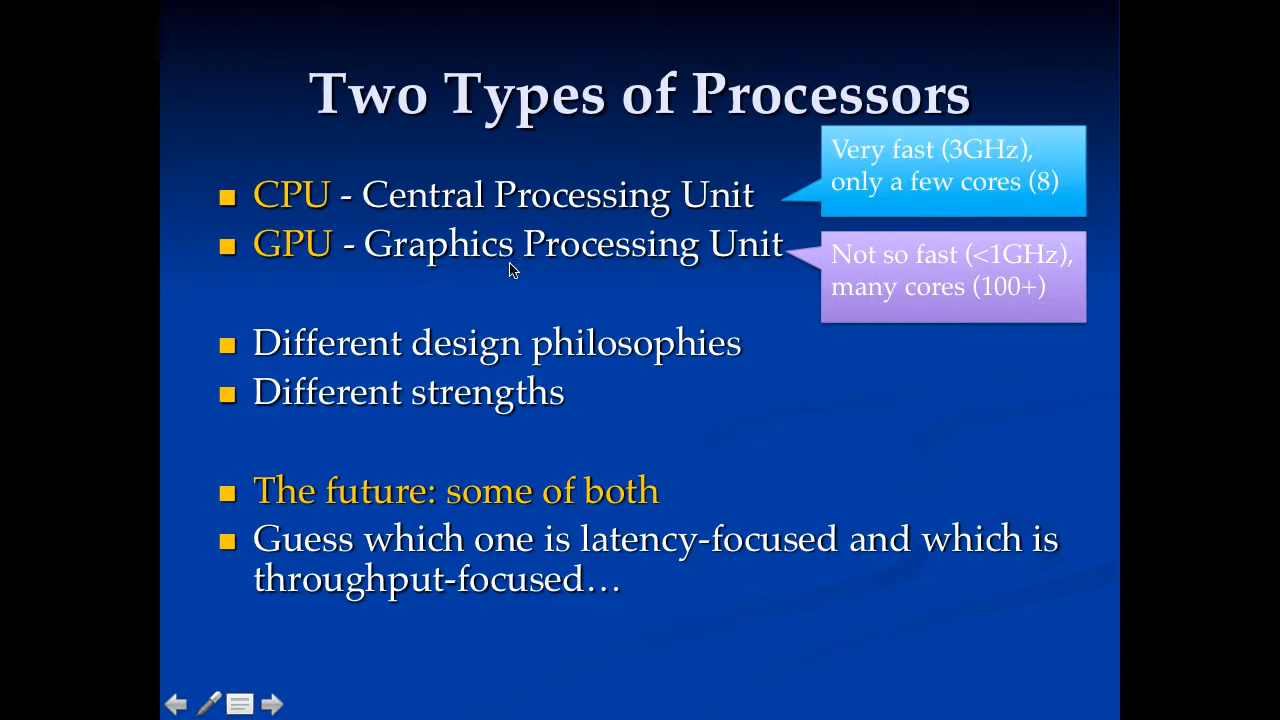 Two Types of Processors
CPU - Central Processing Unit
Very fast (3GHz),
only a few cores (8)
GPU - Graphics Processing Unit
Not so fast (<1GHz),
many cores (100+)
Different design philosophies
Different strengths
The future: some of both
Guess which one is latency-focused and which is
throughput-focused…